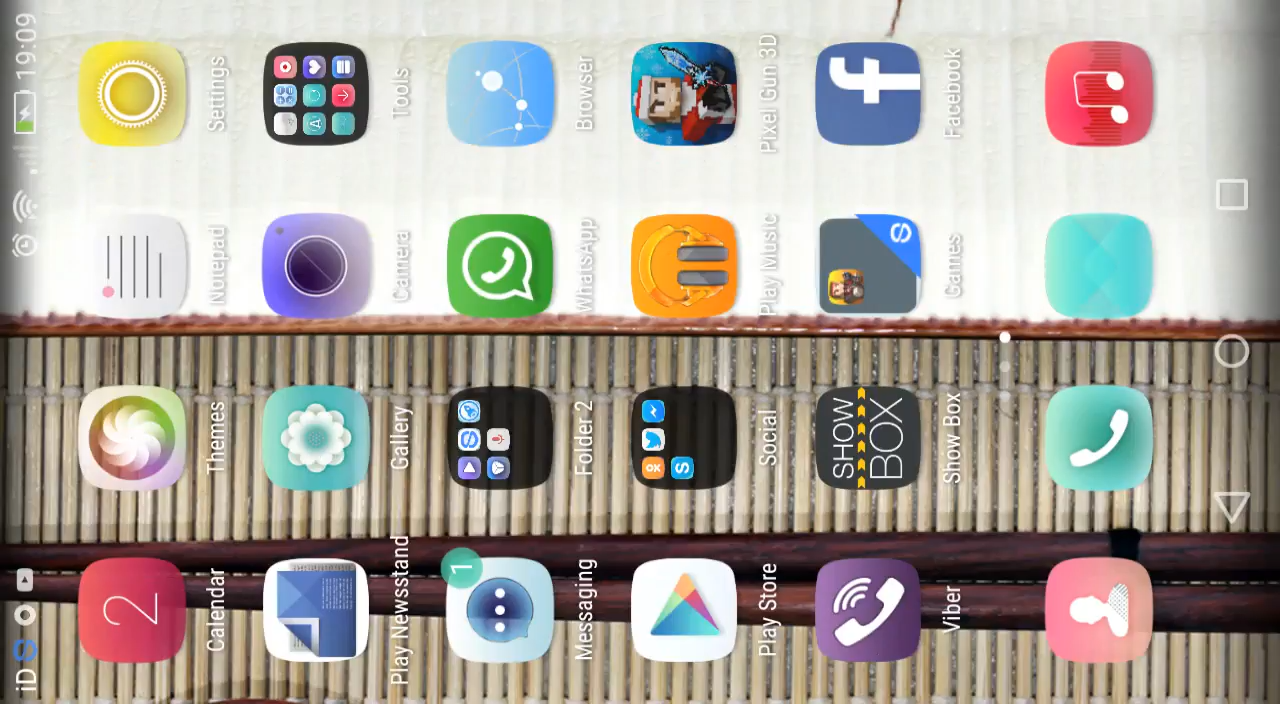 iD 19:09
2
Calendar Themes Notepad Settings
Play Newsstand Gallery Camera Tools
1
Messaging Folder 2 WhatsApp Browser
Play Store Social Play Music Pixel Gun 3D
SHOW
BOX
f
Viber Show Box Games Facebook